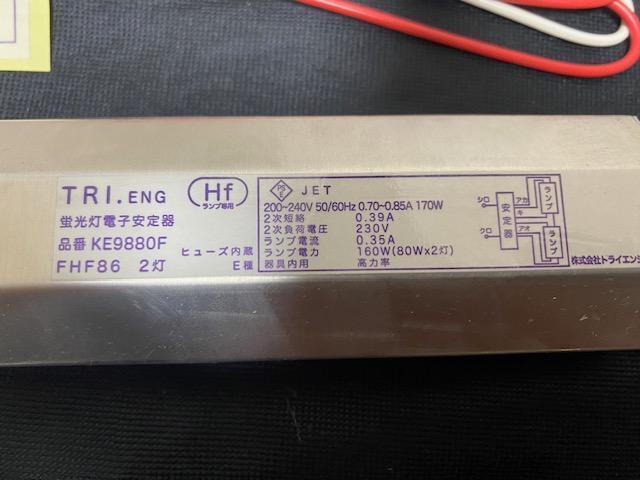 TRI.ENG
Hf
ランプ専用
蛍光灯電子安定器
品番 KE9880F
ヒューズ内蔵
FHF86 2灯
E種
PS
E
JET
200~240V 50/60Hz 0.70~0.85A 170W
2次短絡 0.39A
2次負荷電圧 230V
ランプ電流 0.35A
ランプ電力 160W(80Wx2灯)
器具内用 高力率
シロ
クロ
安定器
アカ
キ
アオ
ランプ
ランプ
株式会社トライエンジ